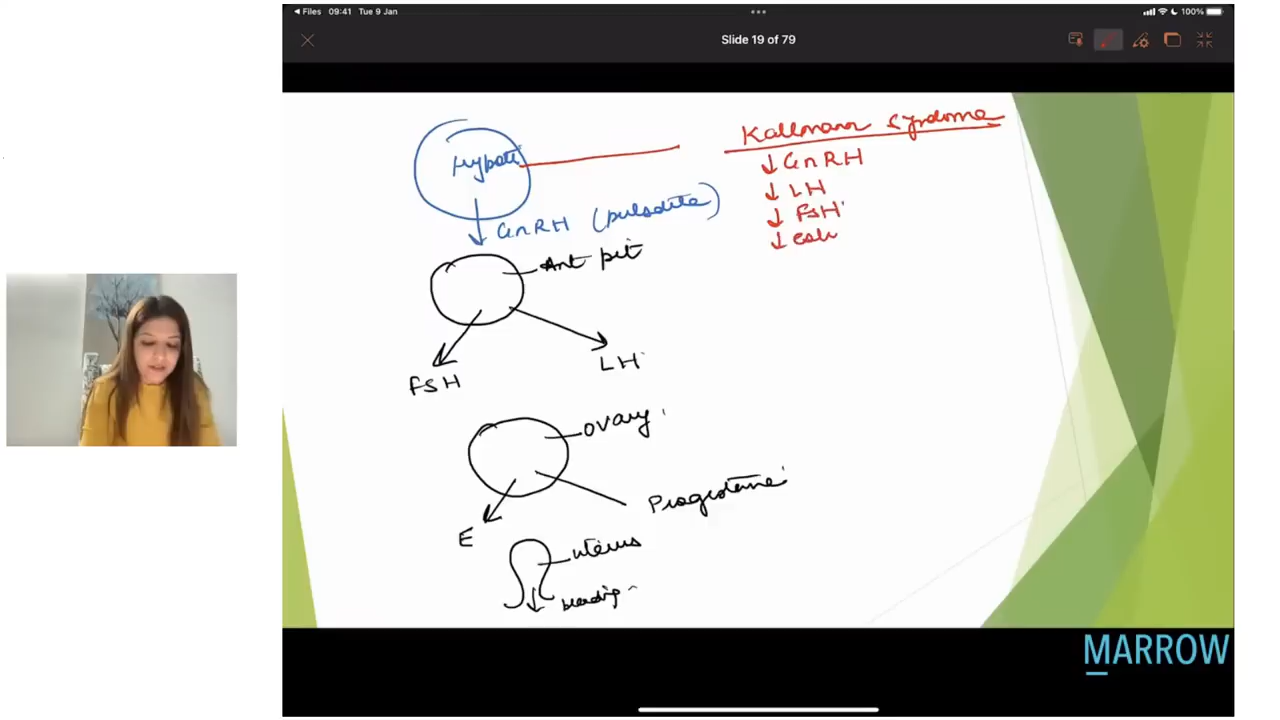 Files 09:41 Tue 9 Jan
100%
Slide 19 of 79
Kallmann Syndrome
↓ GnRH
↓ LH
↓ FSH
↓
GnRH (pulsatile)
Ant pit
FSH
LH
ovary
E
Progesterone
uterus
bleeding
MARROW